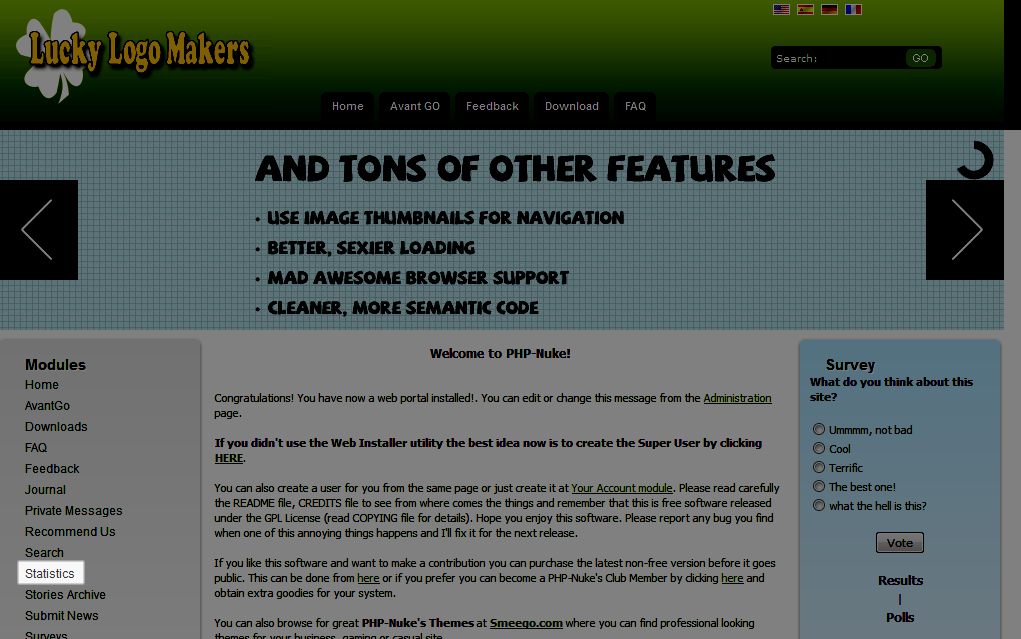 Lucky Logo Makers
Search:
GO
Home
Avant GO
Feedback
Download
FAQ
AND TONS OF OTHER FEATURES
• USE IMAGE THUMBNAILS FOR NAVIGATION
• BETTER, SEXIER LOADING
• MAD AWESOME BROWSER SUPPORT
• CLEANER, MORE SEMANTIC CODE
Modules
Home
AvantGo
Downloads
FAQ
Feedback
Journal
Private Messages
Recommend Us
Search
Statistics
Stories Archive
Submit News
Surveys
Welcome to PHP-Nuke!
Congratulations! You have now a web portal installed!. You can edit or change this message from the Administration
page.
If you didn't use the Web Installer utility the best idea now is to create the Super User by clicking
HERE.
You can also create a user for you from the same page or just create it at Your Account module. Please read carefully
the README file, CREDITS file to see from where comes the things and remember that this is free software released
under the GPL License (read COPYING file for details). Hope you enjoy this software. Please report any bug you find
when one of this annoying things happens and I'll fix it for the next release.
If you like this software and want to make a contribution you can purchase the latest non-free version before it goes
public. This can be done from here or if you prefer you can become a PHP-Nuke's Club Member by clicking here and
obtain extra goodies for your system.
You can also browse for great PHP-Nuke's Themes at Smeego.com where you can find professional looking
themes for your business, gaming or casual site.
Survey
What do you think about this
site?
Ummmm, not bad
Cool
Terrific
The best one!
what the hell is this?
Vote
Results
|
Polls